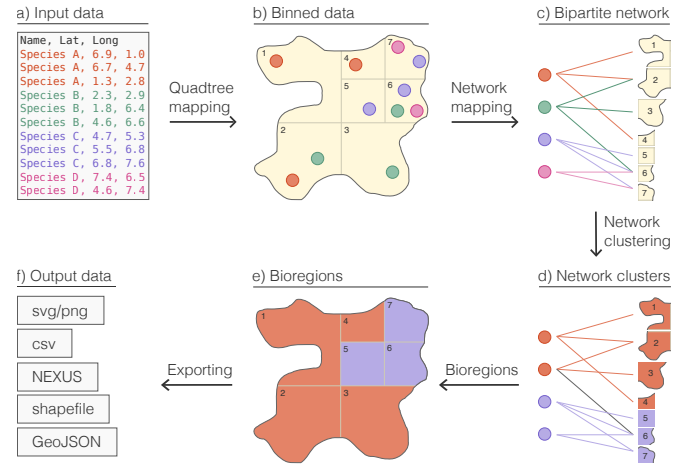 a) Input data
Name, Lat, Long
Species A, 6.9, 1.0
Species A, 6.7, 4.7
Species A, 1.3, 2.8
Species B, 2.3, 2.9
Species B, 1.8, 6.4
Species B, 4.6, 6.6
Species C, 4.7, 5.3
Species C, 5.5, 6.8
Species C, 6.8, 7.6
Species D, 7.4, 6.5
Species D, 4.6, 7.4
Quadtree
mapping
b) Binned data
1
4
7
5
6
2
3
Network
mapping
c) Bipartite network
1
2
3
4
5
6
7
Network
clustering
d) Network clusters
1
2
3
4
5
6
7
Bioregions
e) Bioregions
1
4
7
5
6
2
3
Exporting
f) Output data
svg/png
csv
NEXUS
shapefile
GeoJSON